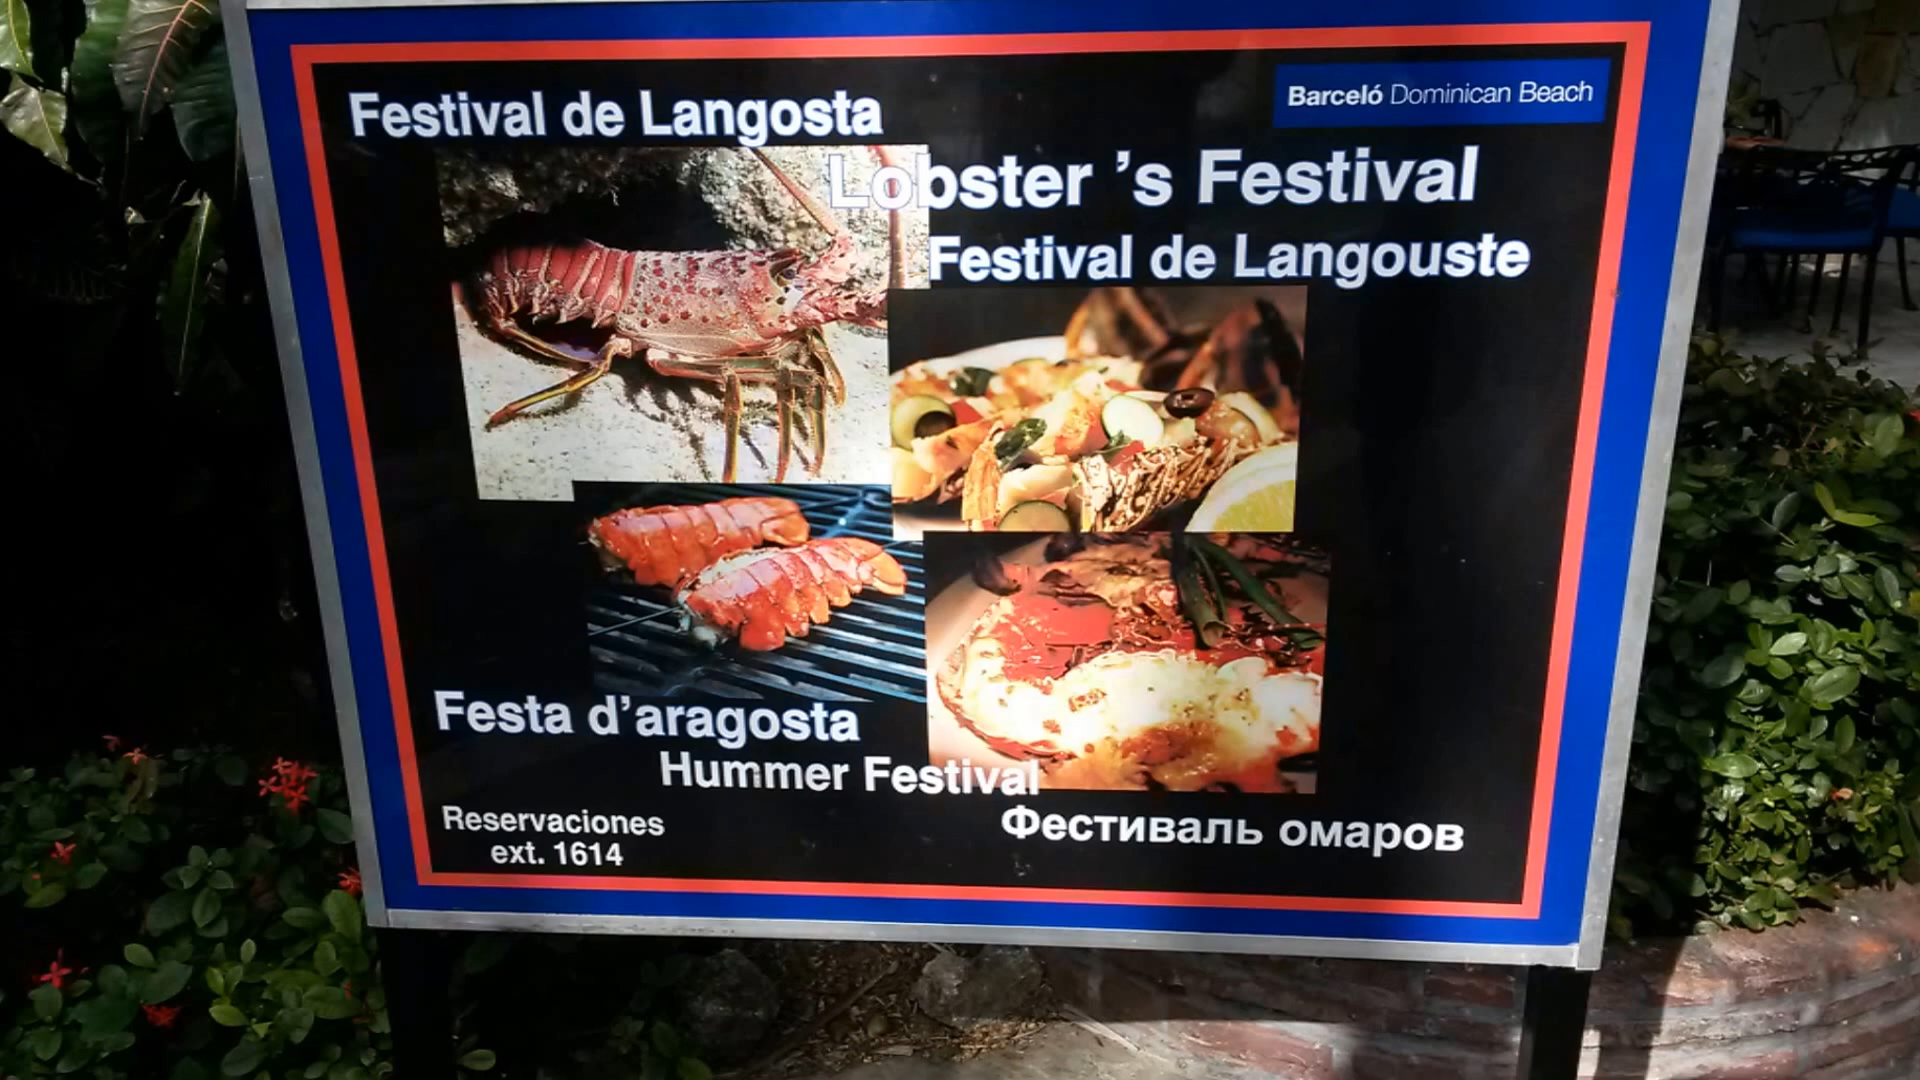 Festival de Langosta
Barceló Dominican Beach
Lobster 's Festival
Festival de Langouste
Festa d'aragosta
Hummer Festival
Reservaciones
ext. 1614
Фестиваль омаров